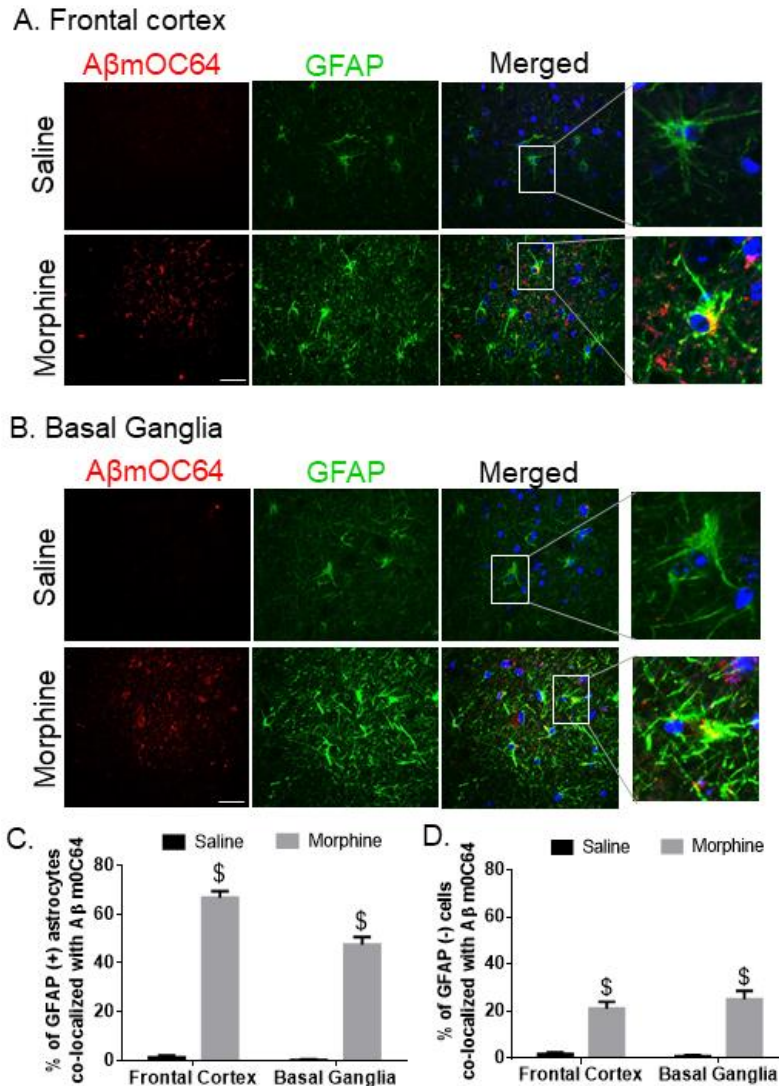 A. Frontal cortex
AβmOC64 GFAP Merged
Saline
Morphine
B. Basal Ganglia
AβmOC64 GFAP Merged
Saline
Morphine
C.
Saline Morphine
% of GFAP (+) astrocytes
co-localized with Aβ m0C64
80
60
40
20
0
$ $
Frontal Cortex Basal Ganglia
D.
Saline Morphine
% of GFAP (-) cells
co-localized with Aβ m0C64
80
60
40
20
0
$ $
Frontal Cortex Basal Ganglia